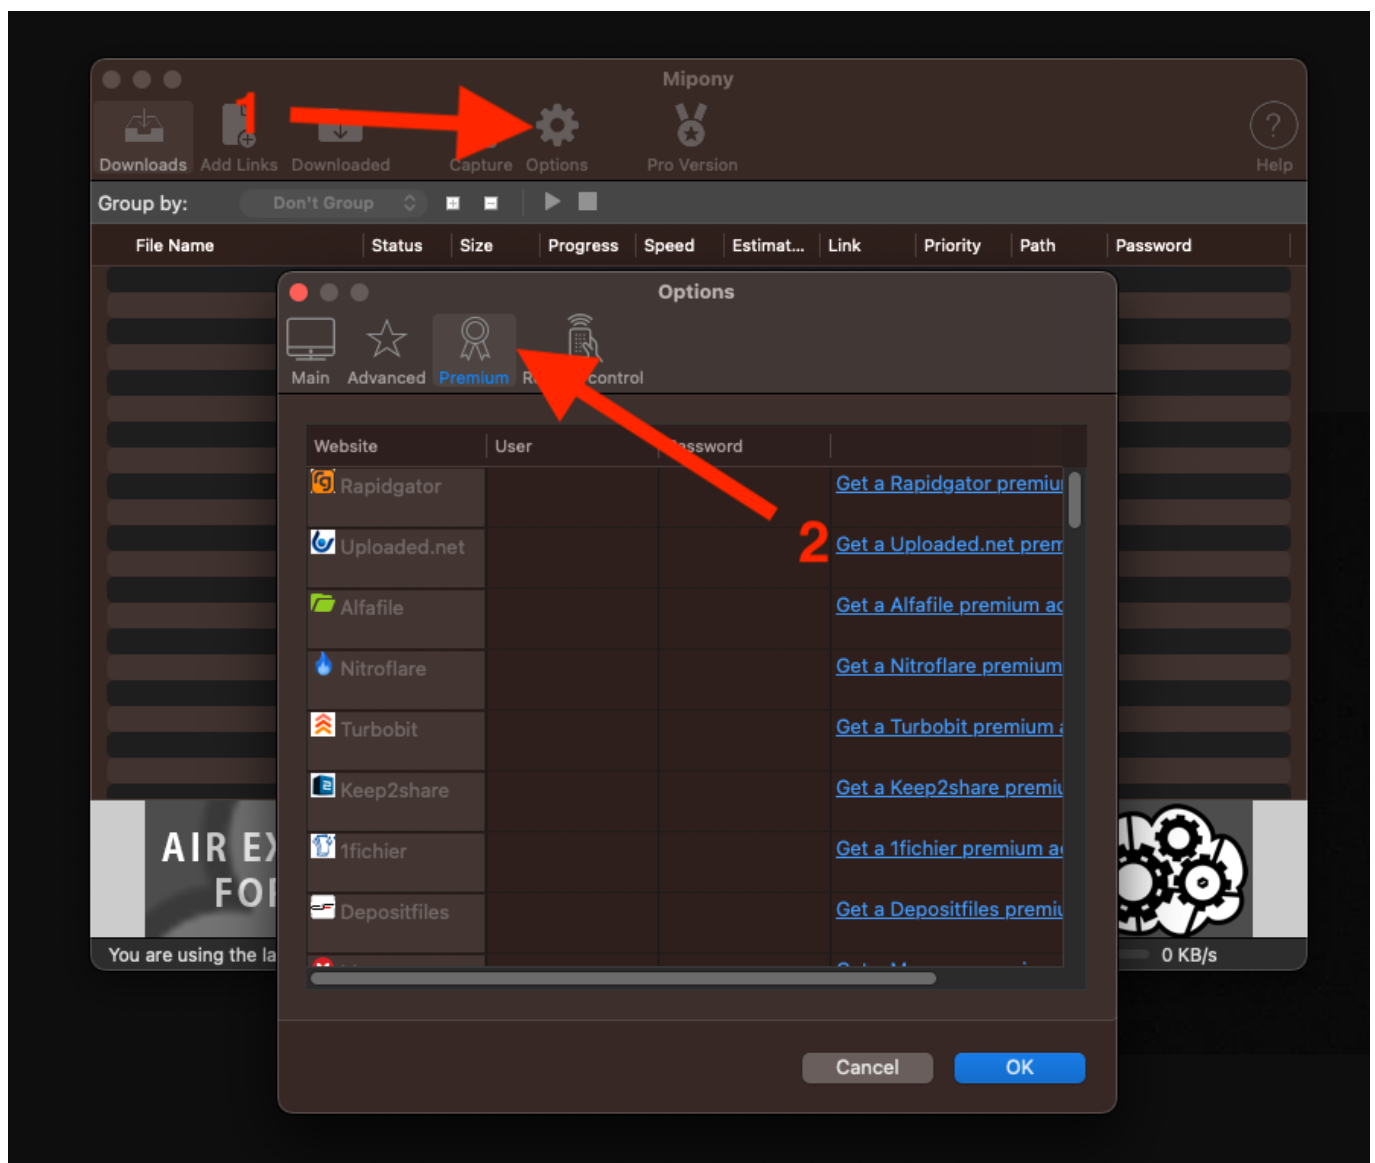 Mipony
1
Downloads Add Links Downloaded Capture Options Pro Version Help
Group by: Don't Group
File Name Status Size Progress Speed Estimat... Link Priority Path Password
Options
Main Advanced Premium control
Website User Password
Rapidgator Get a Rapidgator premiu
2
Uploaded.net Get a Uploaded.net prem
Alfafile Get a Alfafile premium ac
Nitroflare Get a Nitroflare premium
Turbobit Get a Turbobit premium a
Keep2share Get a Keep2share premiu
1fichier Get a 1fichier premium a
Depositfiles Get a Depositfiles premiu
AIR EX
FOR
You are using the la 0 KB/s
Cancel OK